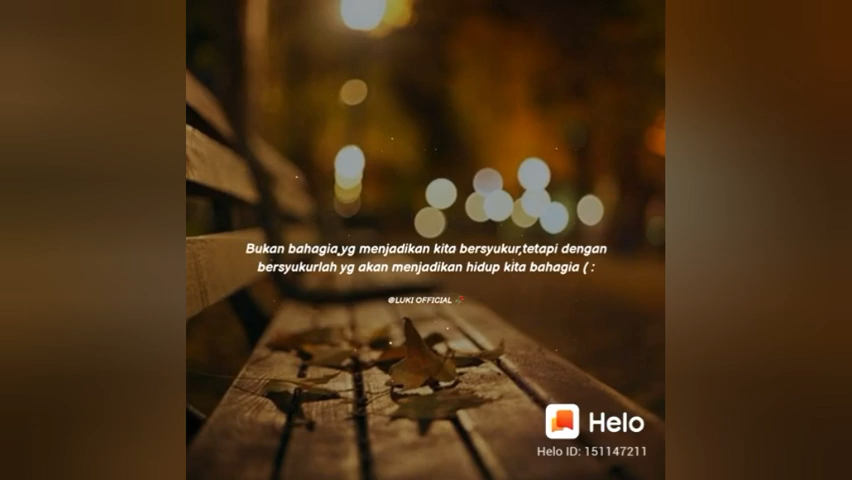 Bukan bahagia,yg menjadikan kita bersyukur,tetapi dengan
bersyukurlah yg akan menjadikan hidup kita bahagia ( :
@LUKI OFFICIAL
Helo
Helo ID: 151147211